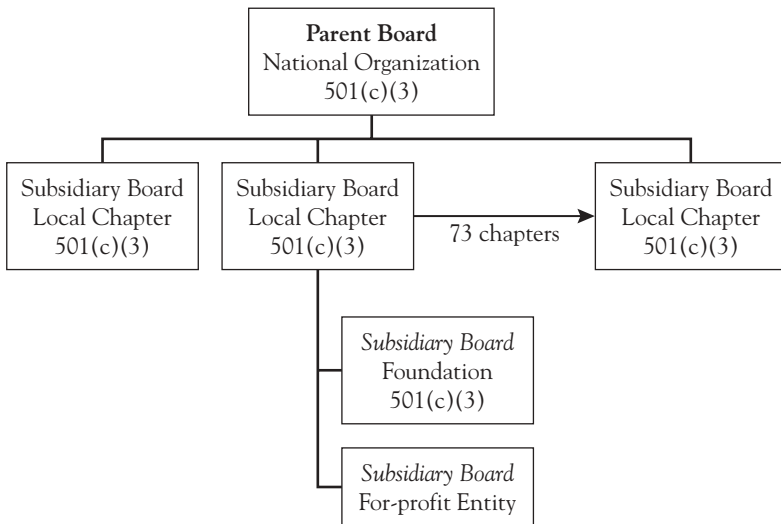 Parent Board
National Organization
501(c)(3)
Subsidiary Board
Local Chapter
501(c)(3)
Subsidiary Board
Local Chapter
501(c)(3)
73 chapters
Subsidiary Board
Local Chapter
501(c)(3)
Subsidiary Board
Foundation
501(c)(3)
Subsidiary Board
For-profit Entity